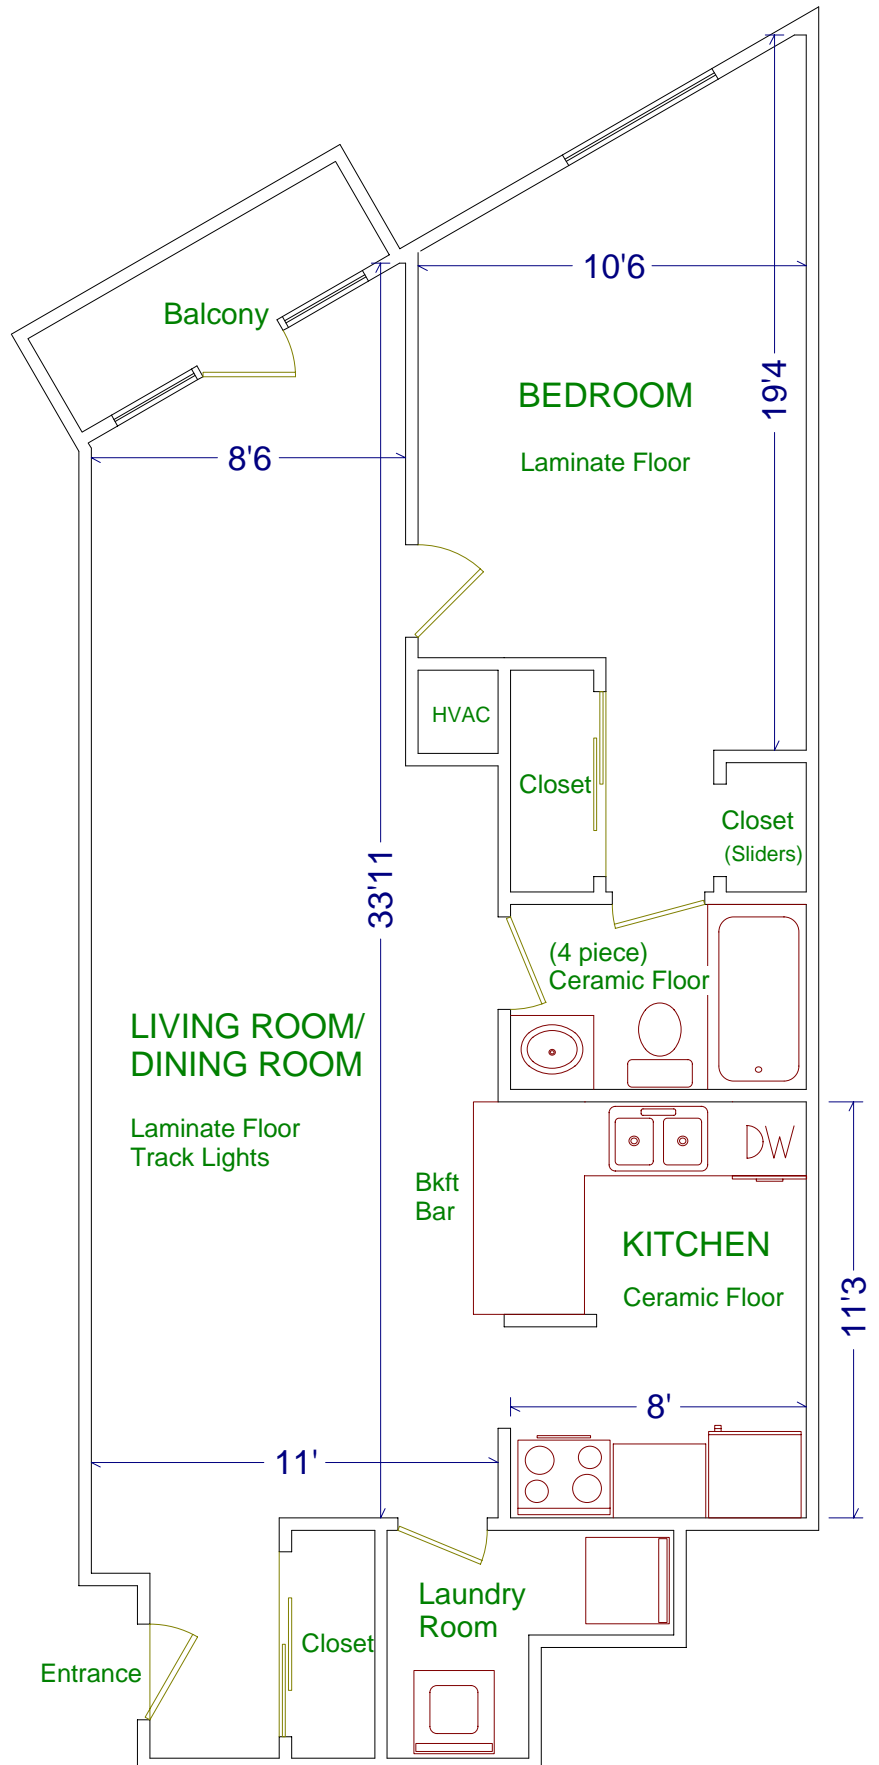 10'6
Balcony
19'4
BEDROOM
8'6
Laminate Floor
HVAC
Closet
Closet
(Sliders)
33'11
(4 piece)
Ceramic Floor
LIVING ROOM/
DINING ROOM
Laminate Floor
Track Lights
DW
Bkft
Bar
KITCHEN
Ceramic Floor
11'3
8'
11'
Laundry
Room
Closet
Entrance